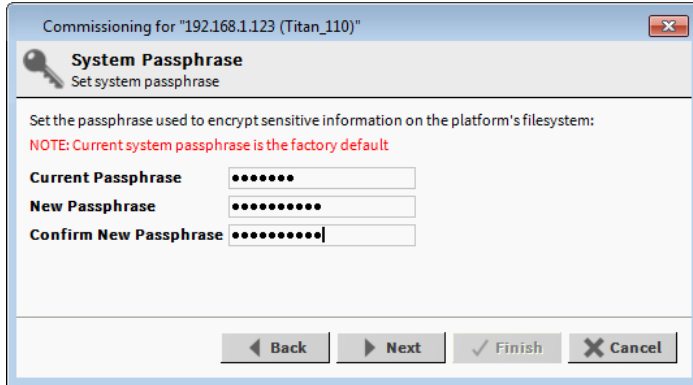 Commissioning for "192.168.1.123 (Titan_110)"
System Passphrase
Set system passphrase
Set the passphrase used to encrypt sensitive information on the platform's filesystem:
NOTE: Current system passphrase is the factory default
Current Passphrase •••••••
New Passphrase ••••••••••
Confirm New Passphrase ••••••••••
Back Next Finish Cancel